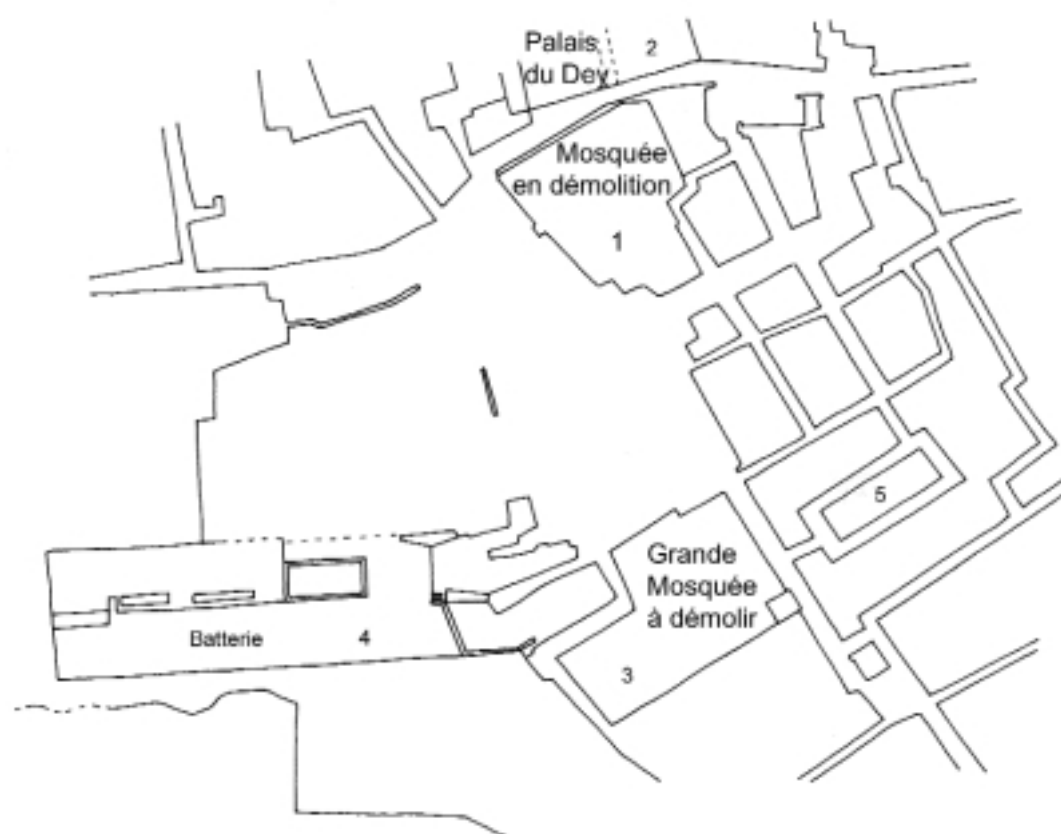 Palais
du Dey
2
Mosquée
en démolition
1
5
Grande
Mosquée
à démolir
3
Batterie
4